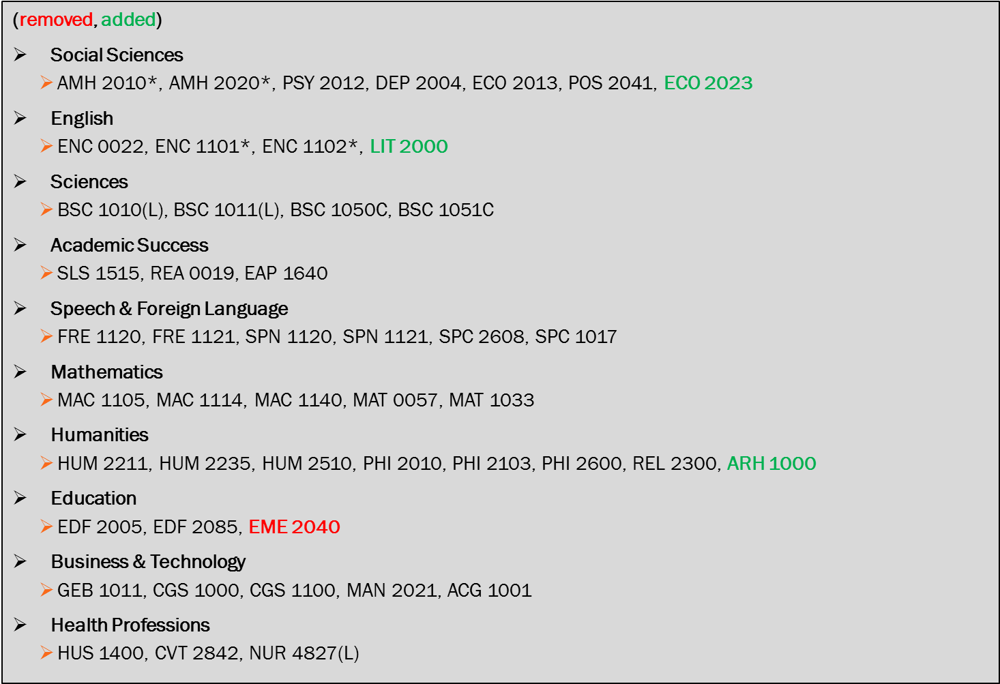 (removed, added)
Social Sciences
AMH 2010*, AMH 2020*, PSY 2012, DEP 2004, ECO 2013, POS 2041, ECO 2023
English
ENC 0022, ENC 1101*, ENC 1102*, LIT 2000
Sciences
BSC 1010(L), BSC 1011(L), BSC 1050C, BSC 1051C
Academic Success
SLS 1515, REA 0019, EAP 1640
Speech & Foreign Language
FRE 1120, FRE 1121, SPN 1120, SPN 1121, SPC 2608, SPC 1017
Mathematics
MAC 1105, MAC 1114, MAC 1140, MAT 0057, MAT 1033
Humanities
HUM 2211, HUM 2235, HUM 2510, PHI 2010, PHI 2103, PHI 2600, REL 2300, ARH 1000
Education
EDF 2005, EDF 2085, EME 2040
Business & Technology
GEB 1011, CGS 1000, CGS 1100, MAN 2021, ACG 1001
Health Professions
HUS 1400, CVT 2842, NUR 4827(L)